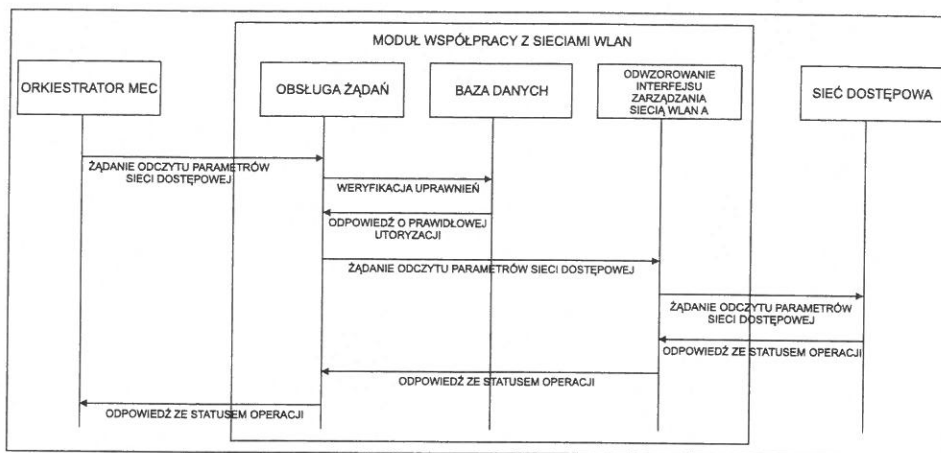 MODUŁ WSPÓŁPRACY Z SIECIAMI WLAN
ORKIESTRATOR MEC
OBSŁUGA ŻĄDAŃ
BAZA DANYCH
ODWZOROWANIE
INTERFEJSU
ZARZĄDZANIA
SIECIĄ WLAN A
SIEĆ DOSTĘPOWA
ŻĄDANIE ODCZYTU PARAMETRÓW
SIECI DOSTĘPOWEJ
WERYFIKACJA UPRAWNIEŃ
ODPOWIEDŹ O PRAWIDŁOWEJ
UTORYZACJI
ŻĄDANIE ODCZYTU PARAMETRÓW SIECI DOSTĘPOWEJ
ŻĄDANIE ODCZYTU PARAMETRÓW
SIECI DOSTĘPOWEJ
ODPOWIEDŹ ZE STATUSEM OPERACJI
ODPOWIEDŹ ZE STATUSEM OPERACJI
ODPOWIEDŹ ZE STATUSEM OPERACJI